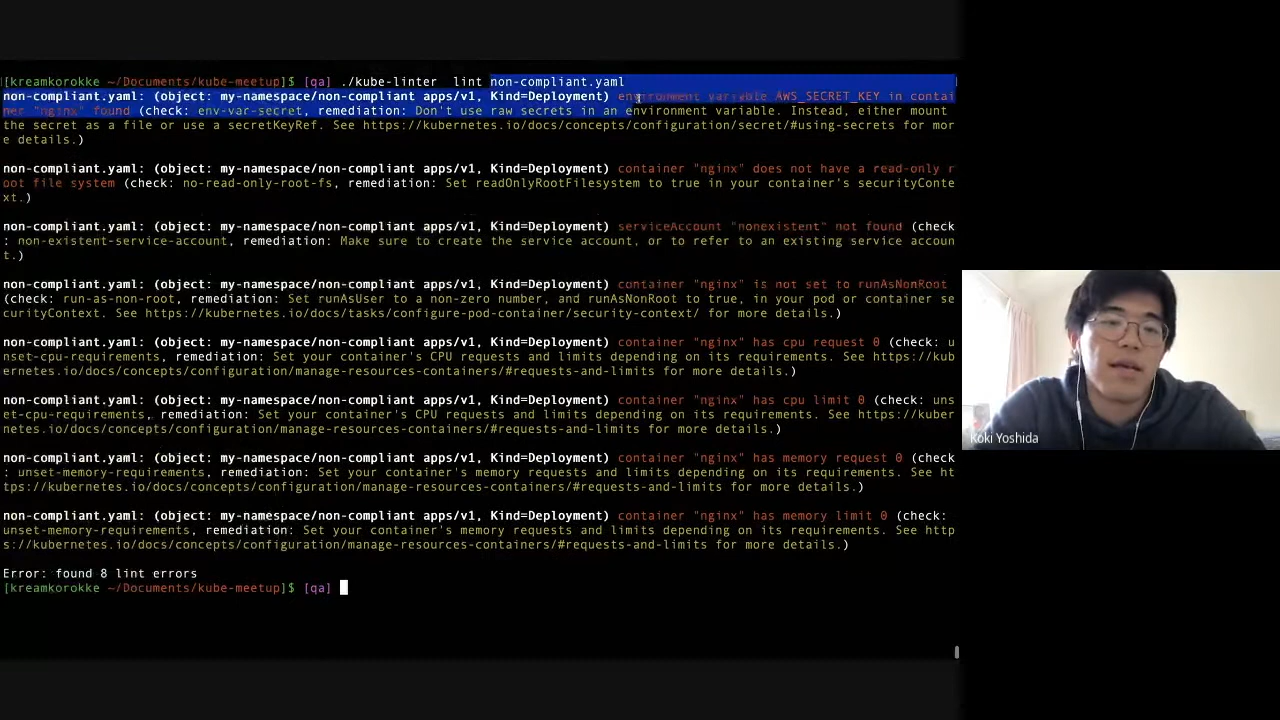 [kreamkorokke ~/Documents/kube-meetup]$ [qa] ./kube-linter  lint non-compliant.yaml
non-compliant.yaml: (object: my-namespace/non-compliant apps/v1, Kind=Deployment) environment variable AWS_SECRET_KEY in contai
ner "nginx" found (check: env-var-secret, remediation: Don't use raw secrets in an environment variable. Instead, either mount
the secret as a file or use a secretKeyRef. See https://kubernetes.io/docs/concepts/configuration/secret/#using-secrets for mor
e details.)
non-compliant.yaml: (object: my-namespace/non-compliant apps/v1, Kind=Deployment) container "nginx" does not have a read-only r
oot file system (check: no-read-only-root-fs, remediation: Set readOnlyRootFilesystem to true in your container's securityConte
xt.)
non-compliant.yaml: (object: my-namespace/non-compliant apps/v1, Kind=Deployment) serviceAccount "nonexistent" not found (check
: non-existent-service-account, remediation: Make sure to create the service account, or to refer to an existing service accoun
t.)
non-compliant.yaml: (object: my-namespace/non-compliant apps/v1, Kind=Deployment) container "nginx" is not set to runAsNonRoot
(check: run-as-non-root, remediation: Set runAsUser to a non-zero number, and runAsNonRoot to true, in your pod or container se
curityContext. See https://kubernetes.io/docs/tasks/configure-pod-container/security-context/ for more details.)
non-compliant.yaml: (object: my-namespace/non-compliant apps/v1, Kind=Deployment) container "nginx" has cpu request 0 (check: u
nset-cpu-requirements, remediation: Set your container's CPU requests and limits depending on its requirements. See https://kub
ernetes.io/docs/concepts/configuration/manage-resources-containers/#requests-and-limits for more details.)
non-compliant.yaml: (object: my-namespace/non-compliant apps/v1, Kind=Deployment) container "nginx" has cpu limit 0 (check: uns
et-cpu-requirements, remediation: Set your container's CPU requests and limits depending on its requirements. See https://kuber
netes.io/docs/concepts/configuration/manage-resources-containers/#requests-and-limits for more details.)
non-compliant.yaml: (object: my-namespace/non-compliant apps/v1, Kind=Deployment) container "nginx" has memory request 0 (check
: unset-memory-requirements, remediation: Set your container's memory requests and limits depending on its requirements. See ht
tps://kubernetes.io/docs/concepts/configuration/manage-resources-containers/#requests-and-limits for more details.)
non-compliant.yaml: (object: my-namespace/non-compliant apps/v1, Kind=Deployment) container "nginx" has memory limit 0 (check:
unset-memory-requirements, remediation: Set your container's memory requests and limits depending on its requirements. See http
s://kubernetes.io/docs/concepts/configuration/manage-resources-containers/#requests-and-limits for more details.)
Error: found 8 lint errors
[kreamkorokke ~/Documents/kube-meetup]$ [qa]
Koki Yoshida